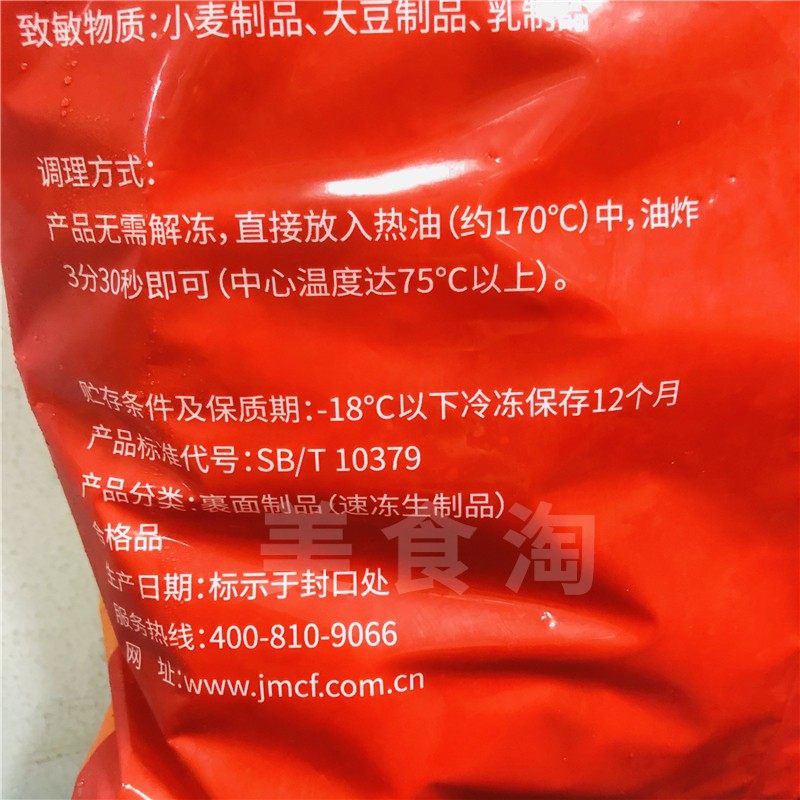 致敏物质:小麦制品、大豆制品、乳制品
调理方式:
产品无需解冻,直接放入热油(约170℃)中,油炸
3分30秒即可(中心温度达75℃以上)。
贮存条件及保质期:-18℃以下冷冻保存12个月
产品标准代号:SB/T 10379
产品分类:裹面制品(速冻生制品)
合格品
生产日期:标示于封口处
服务热线:400-810-9066
网 址:www.jmcf.com.cn
美食淘